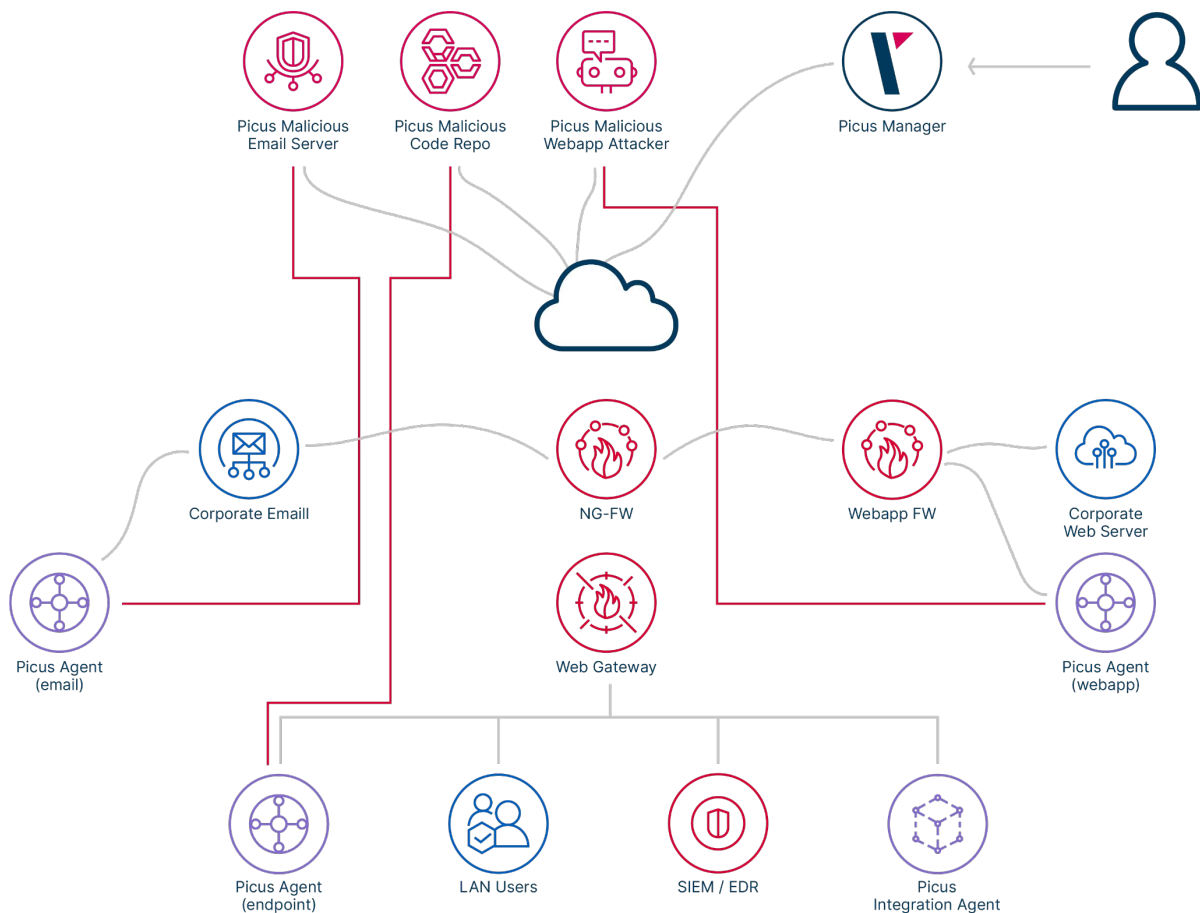 Picus Malicious
Email Server
Picus Malicious
Code Repo
Picus Malicious
Webapp Attacker
Picus Manager
Corporate Emaill
NG-FW
Webapp FW
Corporate
Web Server
Picus Agent
(email)
Web Gateway
Picus Agent
(webapp)
Picus Agent
(endpoint)
LAN Users
SIEM / EDR
Picus
Integration Agent